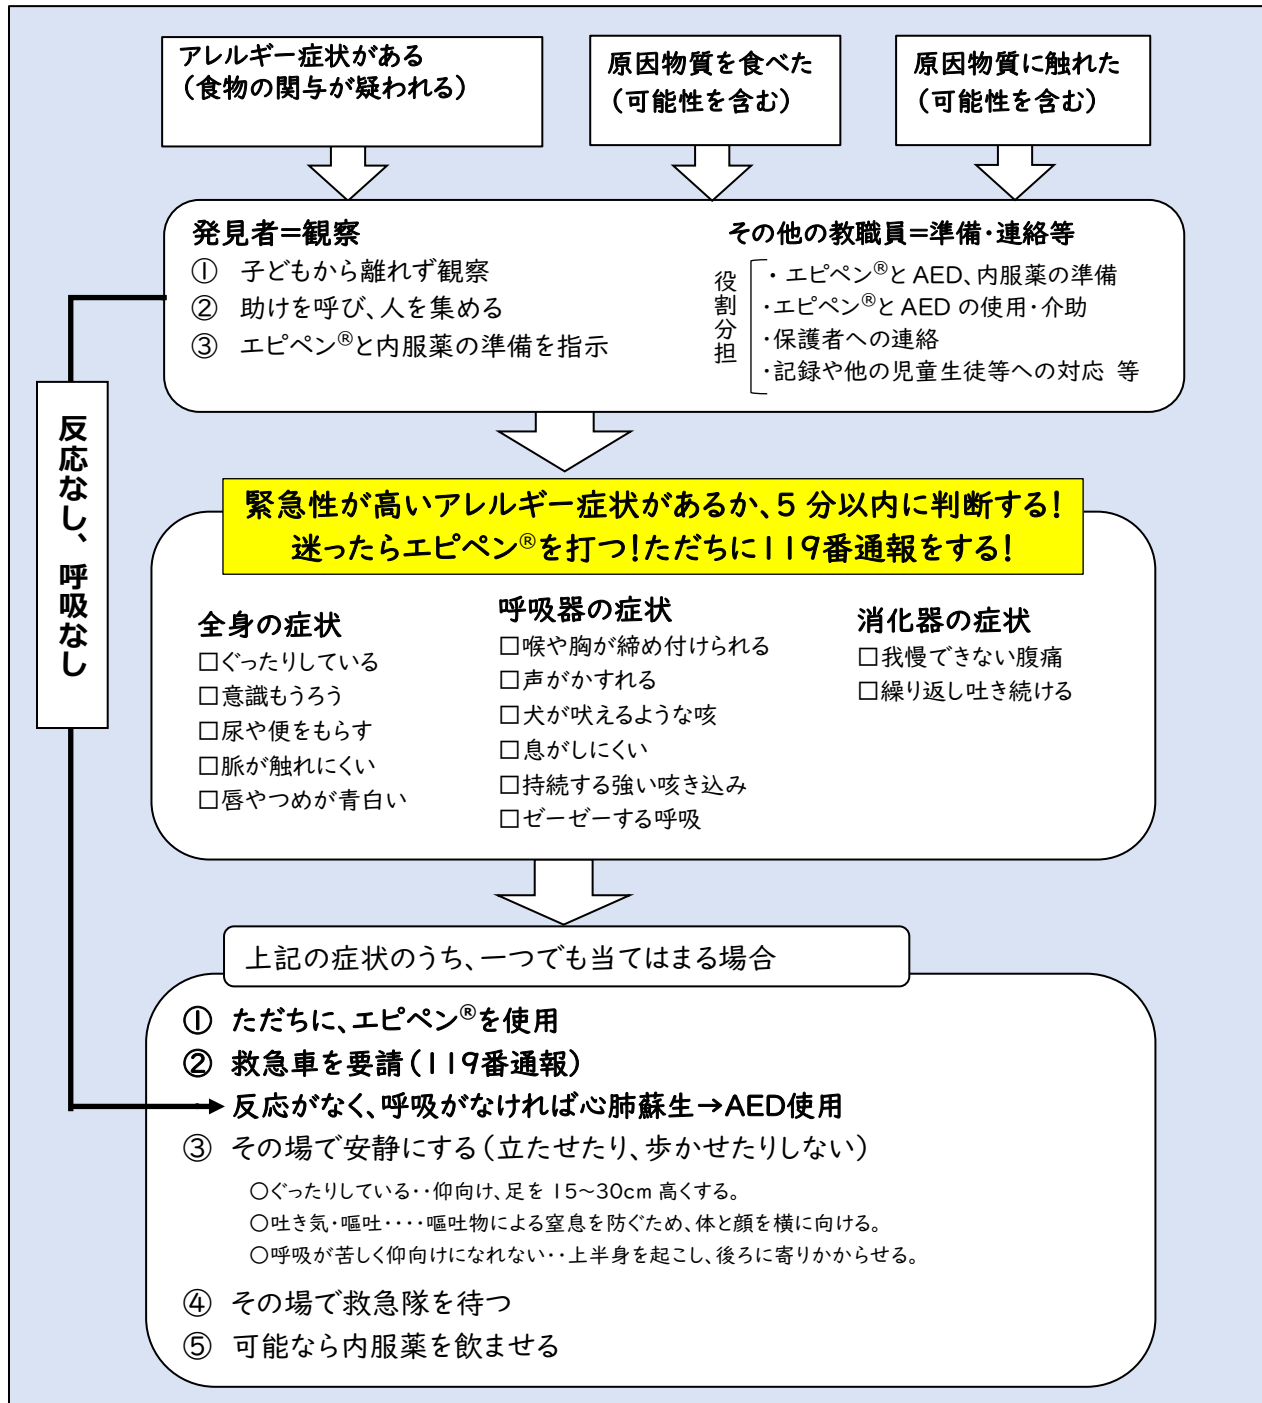 アレルギー症状がある
（食物の関与が疑われる）
原因物質を食べた
（可能性を含む）
原因物質に触れた
（可能性を含む）
発見者＝観察
① 子どもから離れず観察
② 助けを呼び、人を集める
③ エピペン®と内服薬の準備を指示
その他の教職員＝準備・連絡等
役割分担
・エピペン®とAED、内服薬の準備
・エピペン®とAEDの使用・介助
・保護者への連絡
・記録や他の児童生徒等への対応 等
反応なし、呼吸なし
緊急性が高いアレルギー症状があるか、5分以内に判断する！
迷ったらエピペン®を打つ！ただちに119番通報をする！
全身の症状
□ぐったりしている
□意識もうろう
□尿や便をもらす
□脈が触れにくい
□唇やつめが青白い
呼吸器の症状
□喉や胸が締め付けられる
□声がかすれる
□犬が吠えるような咳
□息がしにくい
□持続する強い咳き込み
□ゼーゼーする呼吸
消化器の症状
□我慢できない腹痛
□繰り返し吐き続ける
上記の症状のうち、一つでも当てはまる場合
① ただちに、エピペン®を使用
② 救急車を要請（119番通報）
反応がなく、呼吸がなければ心肺蘇生→AED使用
③ その場で安静にする（立たせたり、歩かせたりしない）
○ぐったりしている‥仰向け、足を15～30cm高くする。
○吐き気・嘔吐‥‥嘔吐物による窒息を防ぐため、体と顔を横に向ける。
○呼吸が苦しく仰向けになれない‥上半身を起こし、後ろに寄りかからせる。
④ その場で救急隊を待つ
⑤ 可能なら内服薬を飲ませる